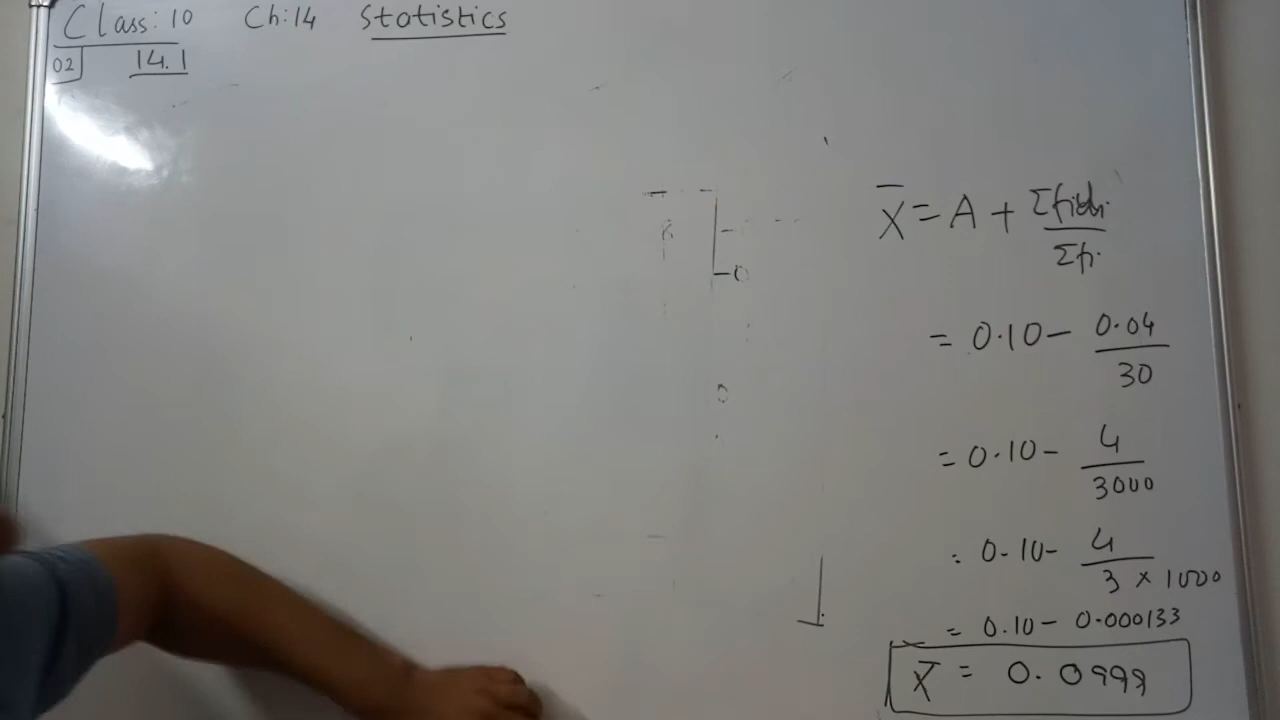 Class: 10 Ch:14 Statistics
02 14.1
x̄ = A + Σfidi / Σfi
= 0.10 - 0.04 / 30
= 0.10 - 4 / 3000
= 0.10 - 4 / 3 × 1000
= 0.10 - 0.000133
x̄ = 0.0999